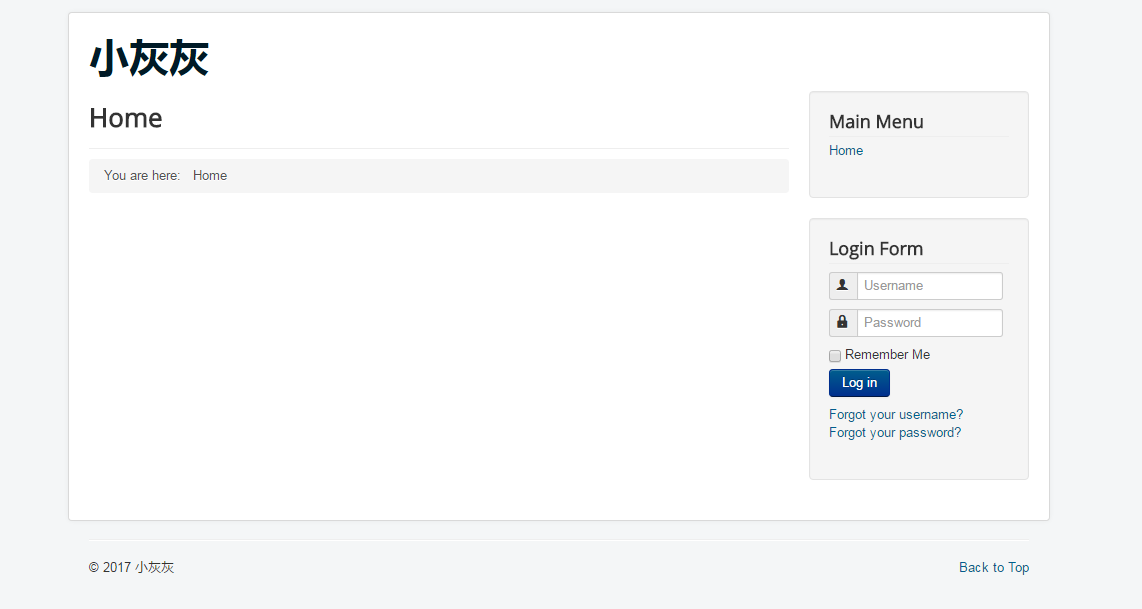 小灰灰
Home
You are here: Home
Main Menu
Home
Login Form
Username
Password
Remember Me
Log in
Forgot your username?
Forgot your password?
© 2017 小灰灰
Back to Top